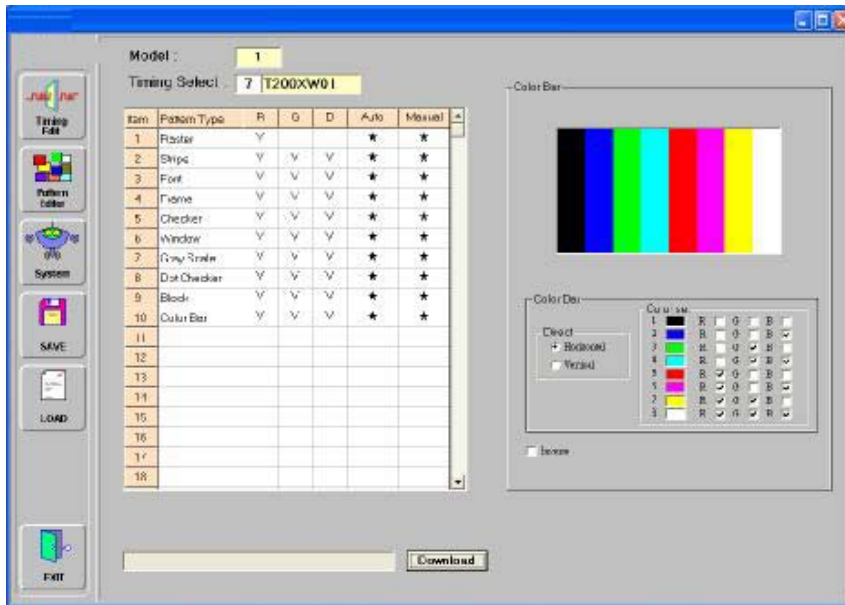 Model : 1
Timing Select : 7 T200XW01
Timing Edit
Pattern Editor
System
SAVE
LOAD
EXIT
Item Pattern Type R G B Auto Manual
1 Raster V ★ ★
2 Stripe V V V ★ ★
3 Font V V V ★ ★
4 Frame V V V ★ ★
5 Checker V V V ★ ★
6 Window V V V ★ ★
7 Gray Scale V V V ★ ★
8 Dot Checker V V V ★ ★
9 Block V V V ★ ★
10 Color Bar V V V ★ ★
11
12
13
14
15
16
17
18
Download
Color Bar
Color Bar
Direct
Horizontal
Vertical
1 R G B
2 R G B
3 R G B
4 R G B
5 R G B
6 R G B
7 R G B
8 R G B
Inverse